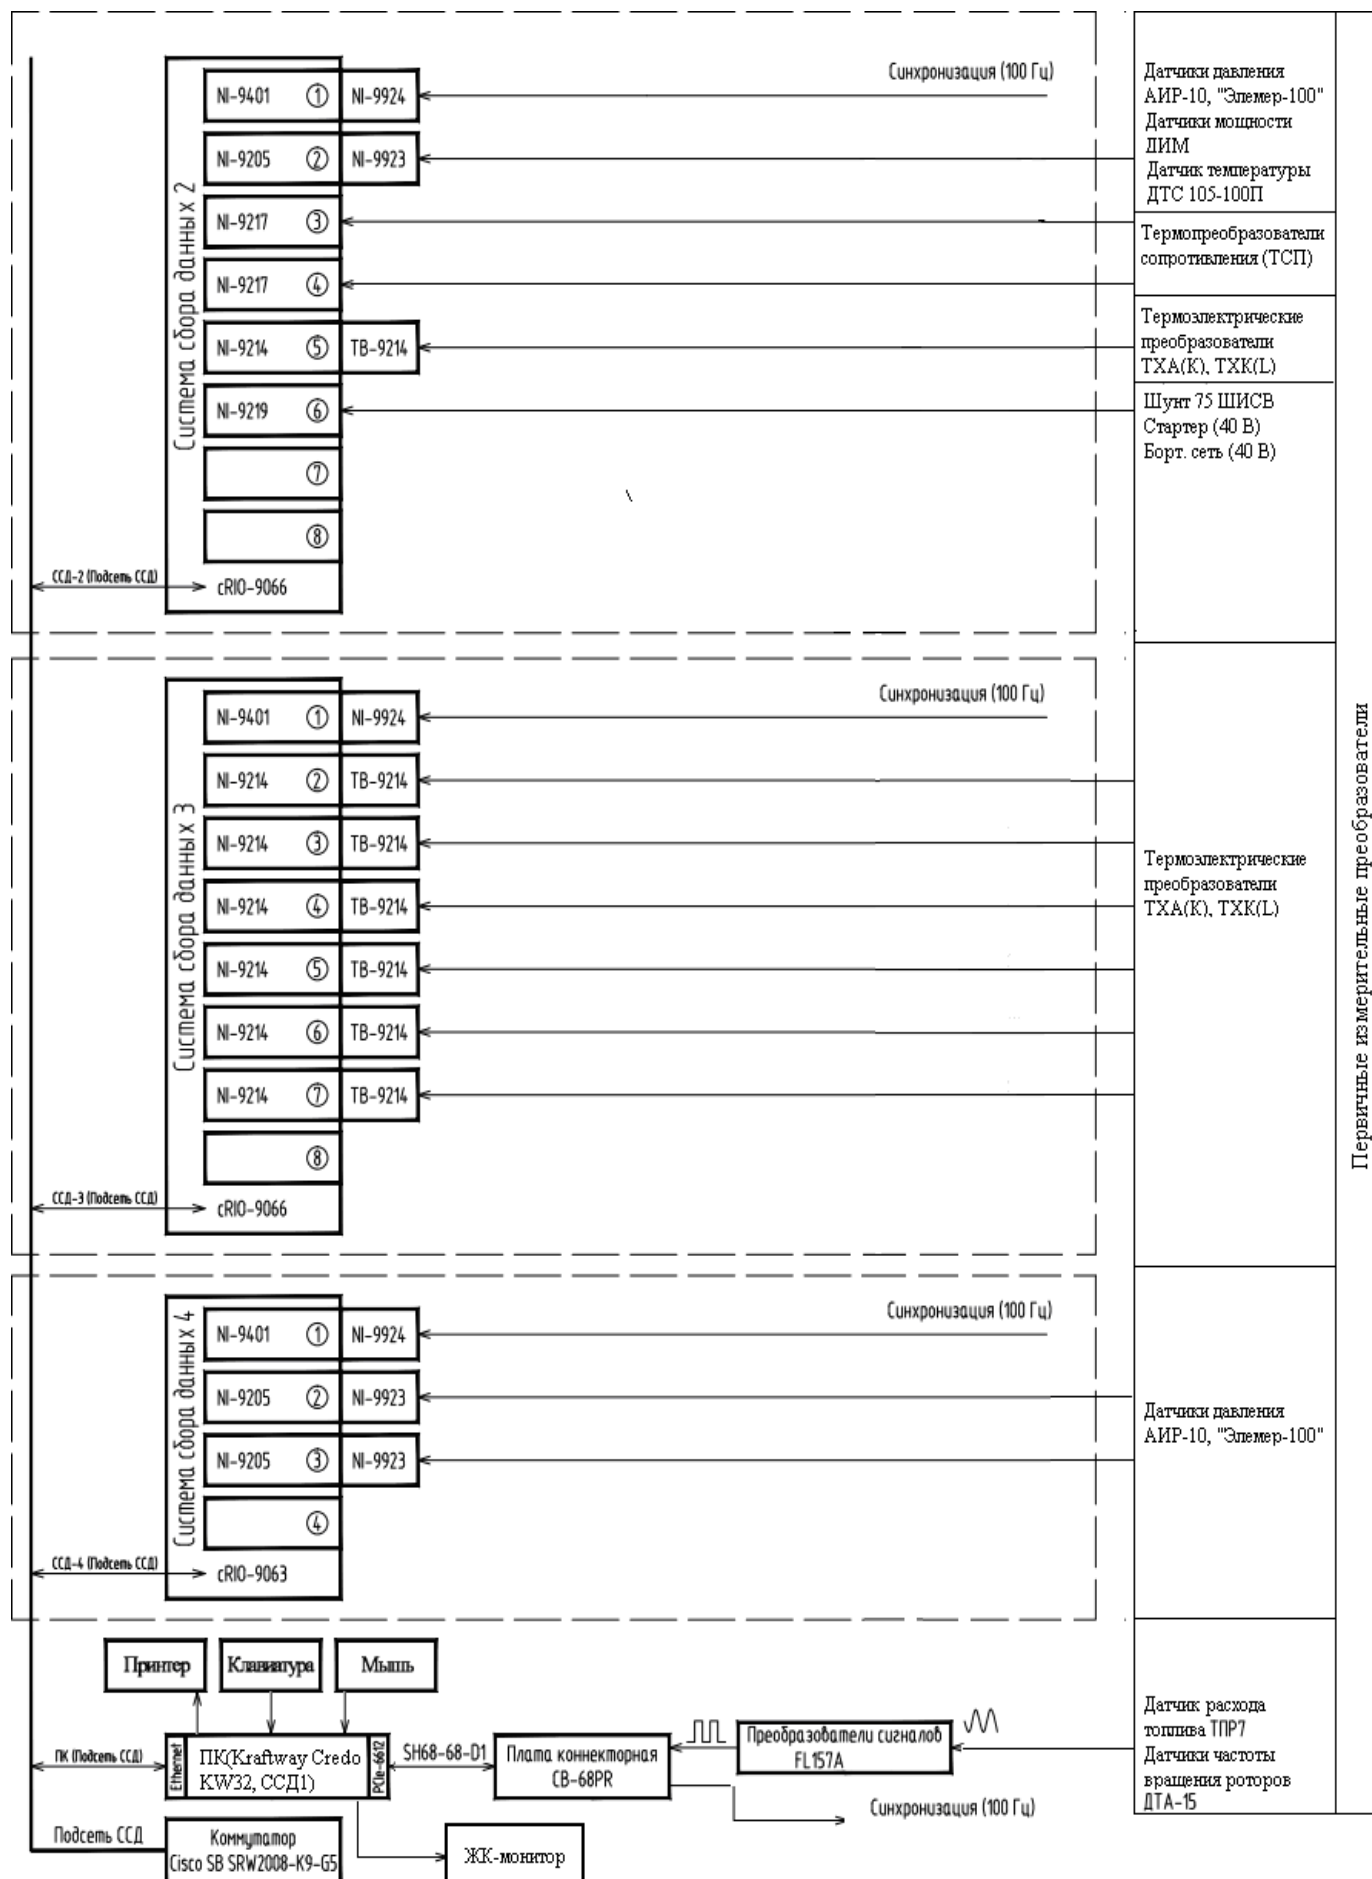 Синхронизация (100 Гц)
NI-9401 1 NI-9924
NI-9205 2 NI-9923
NI-9217 3
NI-9217 4
NI-9214 5 TB-9214
NI-9219 6
7
8
Система сбора данных 2
ССД-2 (Подсеть ССД)
cRIO-9066
Датчики давления
АИР-10, "Элемер-100"
Датчики мощности
ДИМ
Датчик температуры
ДТС 105-100П
Термопреобразователи
сопротивления (ТСП)
Термоэлектрические
преобразователи
ТХА(К), ТХК(L)
Шунт 75 ШИСВ
Стартер (40 В)
Борт. сеть (40 В)
Первичные измерительные преобразователи
Синхронизация (100 Гц)
NI-9401 1 NI-9924
NI-9214 2 TB-9214
NI-9214 3 TB-9214
NI-9214 4 TB-9214
NI-9214 5 TB-9214
NI-9214 6 TB-9214
NI-9214 7 TB-9214
8
Система сбора данных 3
ССД-3 (Подсеть ССД)
cRIO-9066
Термоэлектрические
преобразователи
ТХА(К), ТХК(L)
Синхронизация (100 Гц)
NI-9401 1 NI-9924
NI-9205 2 NI-9923
NI-9205 3 NI-9923
4
Система сбора данных 4
ССД-4 (Подсеть ССД)
cRIO-9063
Датчики давления
АИР-10, "Элемер-100"
Принтер
Клавиатура
Мышь
ПК (Подсеть ССД)
Ethernet
ПК(Kraftway Credo
KW32, ССД1)
PCIe-6612
SH68-68-D1
Плата коннекторная
CB-68PR
Преобразователи сигналов
FL157A
Датчик расхода
топлива ТПР7
Датчики частоты
вращения роторов
ДТА-15
Синхронизация (100 Гц)
Подсеть ССД
Коммутатор
Cisco SB SRW2008-K9-G5
ЖК-монитор